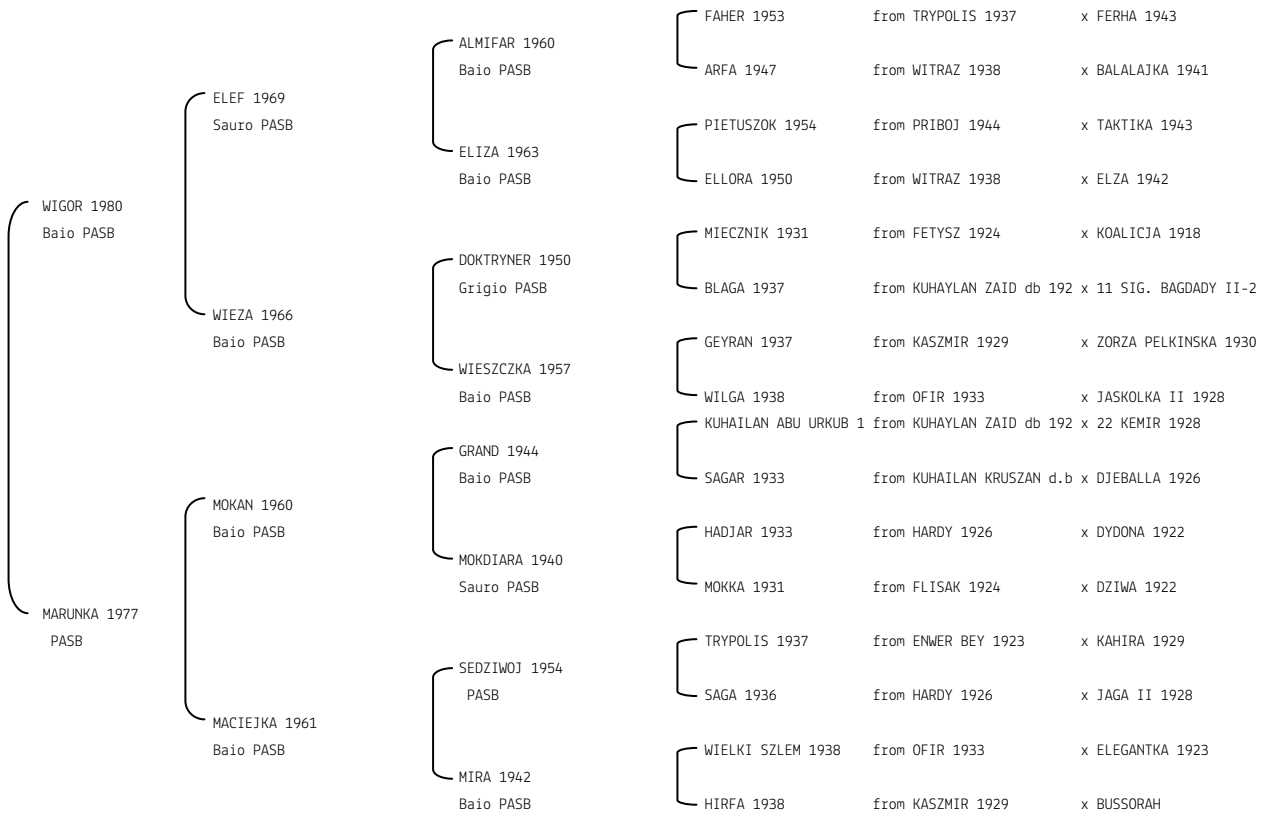 FAHER 1953 from TRYPOLIS 1937 x FERHA 1943
ALMIFAR 1960
Baio PASB
ARFA 1947 from WITRAZ 1938 x BALALAJKA 1941
ELEF 1969
Sauro PASB
PIETUSZOK 1954 from PRIBOJ 1944 x TAKTIKA 1943
ELIZA 1963
Baio PASB
ELLORA 1950 from WITRAZ 1938 x ELZA 1942
WIGOR 1980
Baio PASB
MIECZNIK 1931 from FETYSZ 1924 x KOALICJA 1918
DOKTRYNER 1950
Grigio PASB
BLAGA 1937 from KUHAYLAN ZAID db 192 x 11 SIG. BAGDADY II-2
WIEZA 1966
Baio PASB
GEYRAN 1937 from KASZMIR 1929 x ZORZA PELKINSKA 1930
WIESZCZKA 1957
Baio PASB
WILGA 1938 from OFIR 1933 x JASKOLKA II 1928
KUHAILAN ABU URKUB 1 from KUHAYLAN ZAID db 192 x 22 KEMIR 1928
GRAND 1944
Baio PASB
SAGAR 1933 from KUHAILAN KRUSZAN d.b x DJEBALLA 1926
MOKAN 1960
Baio PASB
HADJAR 1933 from HARDY 1926 x DYDONA 1922
MOKDIARA 1940
Sauro PASB
MOKKA 1931 from FLISAK 1924 x DZIWA 1922
MARUNKA 1977
PASB
TRYPOLIS 1937 from ENWER BEY 1923 x KAHIRA 1929
SEDZIWOJ 1954
PASB
SAGA 1936 from HARDY 1926 x JAGA II 1928
MACIEJKA 1961
Baio PASB
WIELKI SZLEM 1938 from OFIR 1933 x ELEGANTKA 1923
MIRA 1942
Baio PASB
HIRFA 1938 from KASZMIR 1929 x BUSSORAH